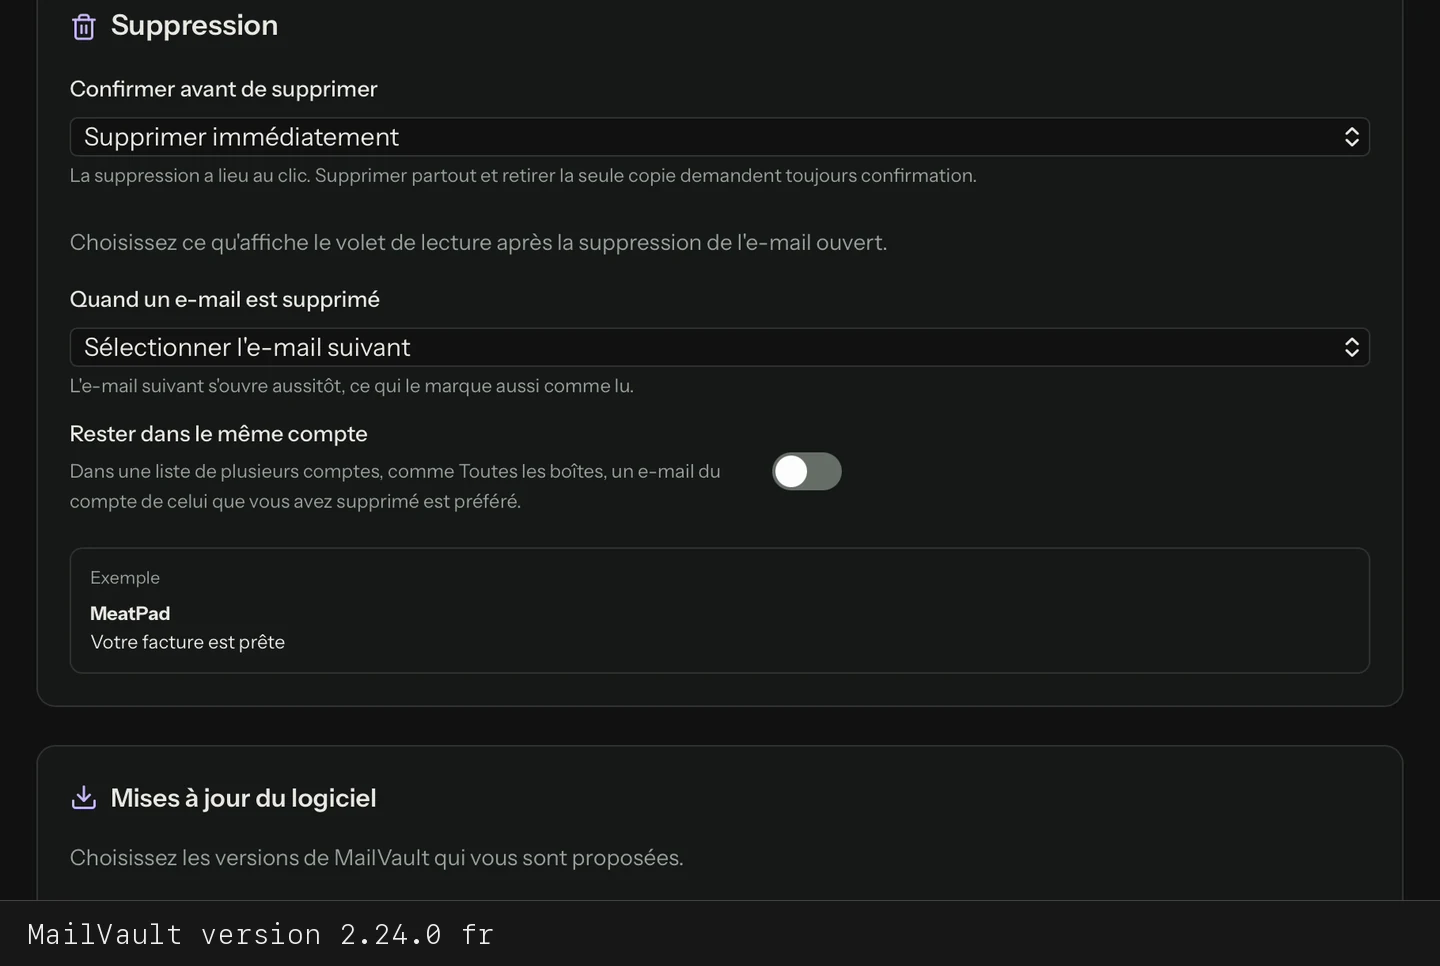 Suppression
Confirmer avant de supprimer
Supprimer immédiatement
La suppression a lieu au clic. Supprimer partout et retirer la seule copie demandent toujours confirmation.
Choisissez ce qu'affiche le volet de lecture après la suppression de l'e-mail ouvert.
Quand un e-mail est supprimé
Sélectionner l'e-mail suivant
L'e-mail suivant s'ouvre aussitôt, ce qui le marque aussi comme lu.
Rester dans le même compte
Dans une liste de plusieurs comptes, comme Toutes les boîtes, un e-mail du
compte de celui que vous avez supprimé est préféré.
Exemple
MeatPad
Votre facture est prête
Mises à jour du logiciel
Choisissez les versions de MailVault qui vous sont proposées.
MailVault version 2.24.0 fr